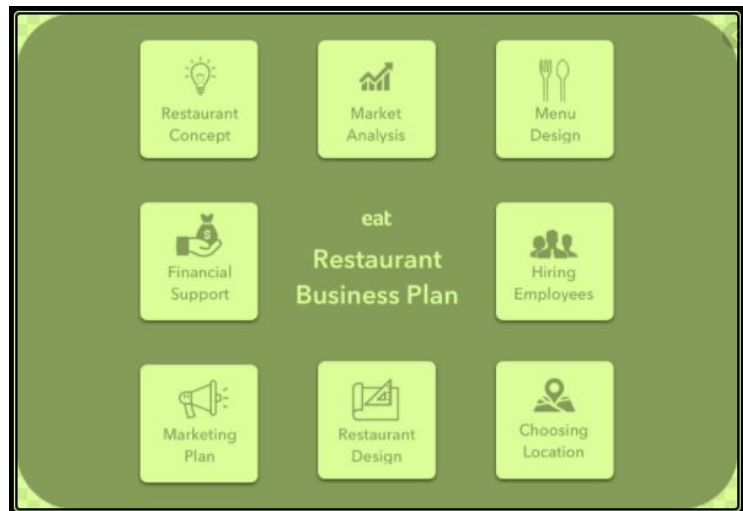 Restaurant
Concept
Market
Analysis
Menu
Design
Financial
Support
eat
Restaurant
Business Plan
Hiring
Employees
Marketing
Plan
Restaurant
Design
Choosing
Location